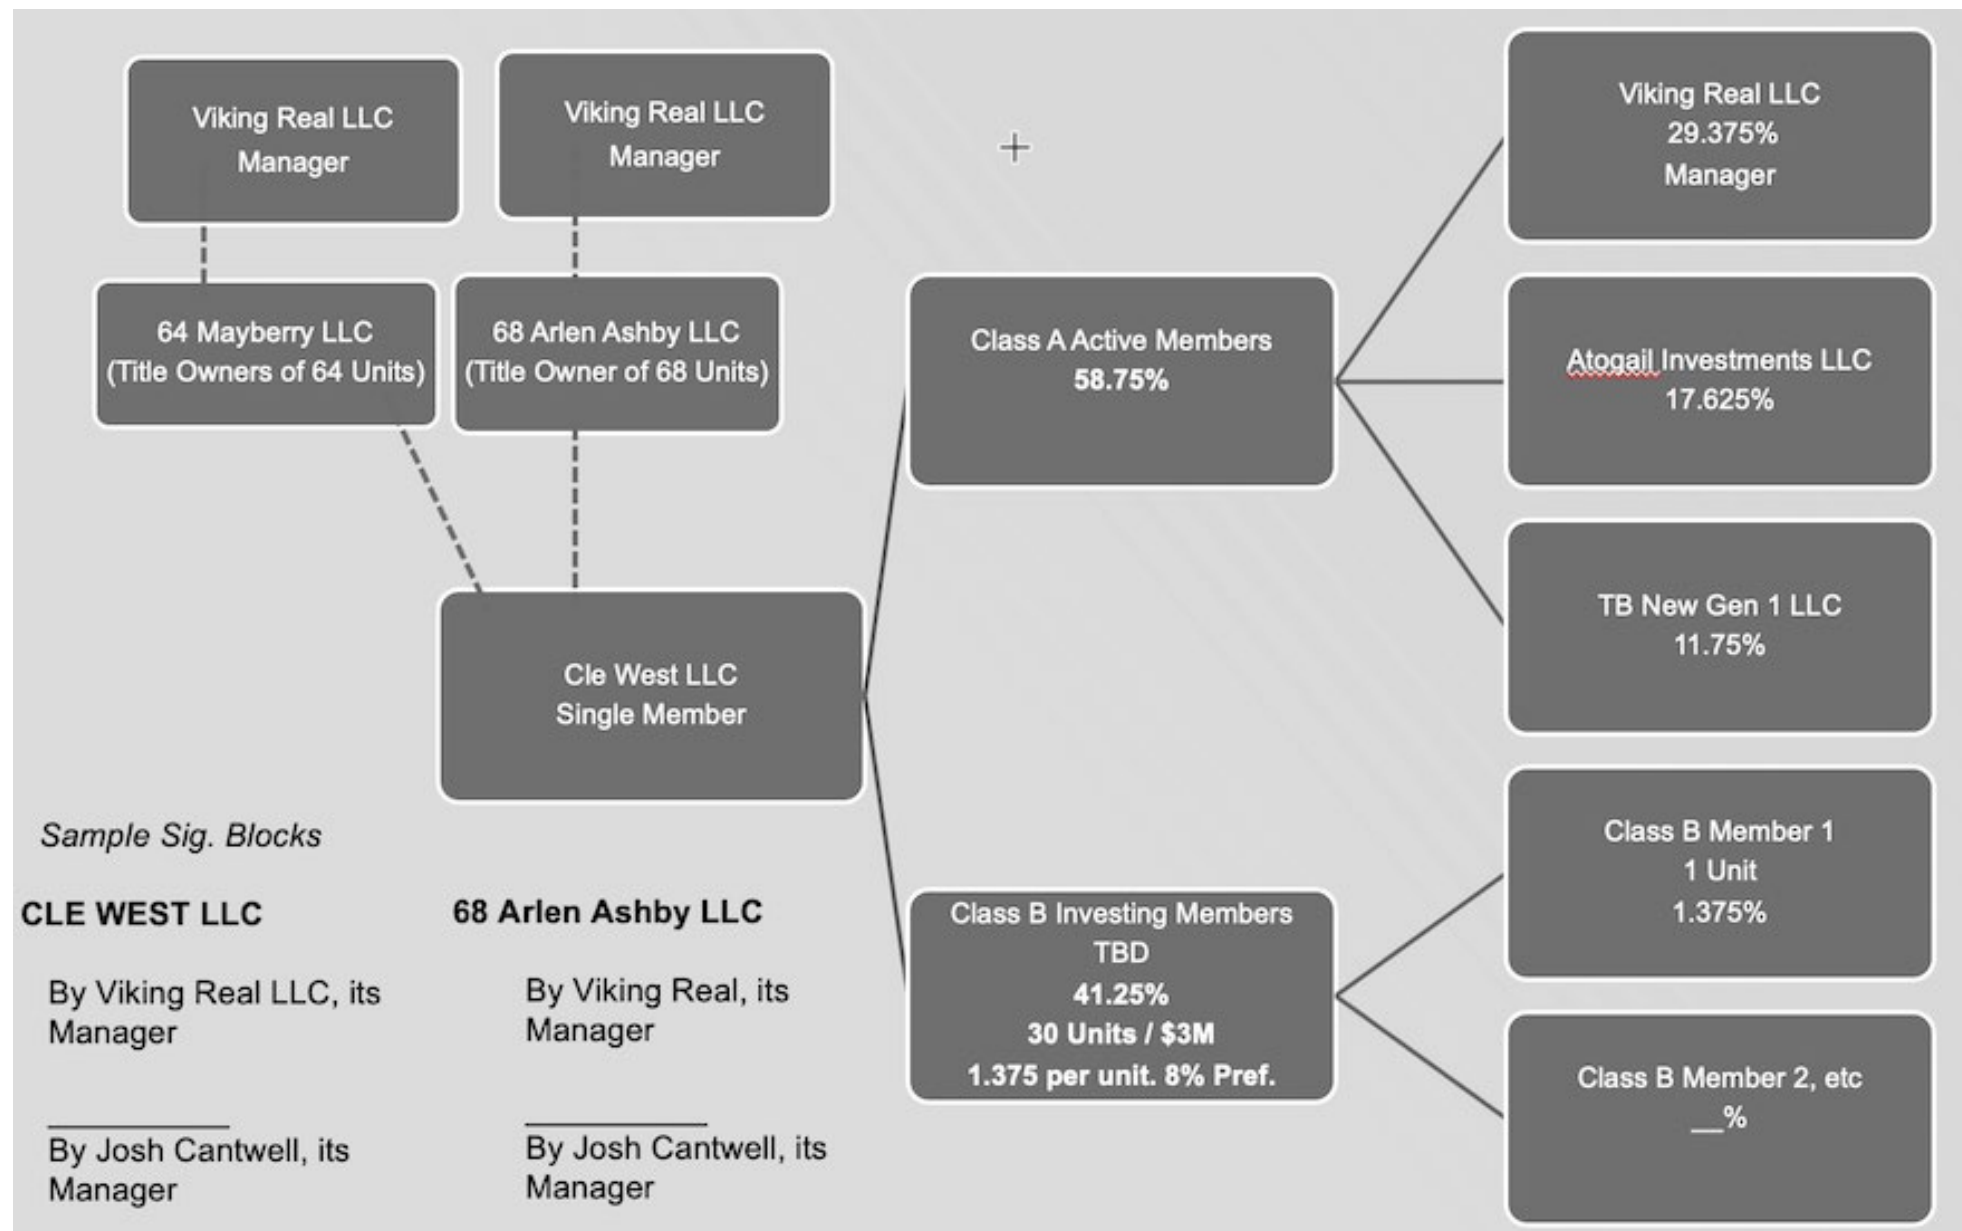 Viking Real LLC
Manager
Viking Real LLC
Manager
64 Mayberry LLC
(Title Owners of 64 Units)
68 Arlen Ashby LLC
(Title Owner of 68 Units)
Cle West LLC
Single Member
Class A Active Members
58.75%
Class B Investing Members
TBD
41.25%
30 Units / $3M
1.375 per unit. 8% Pref.
Viking Real LLC
29.375%
Manager
Atogail Investments LLC
17.625%
TB New Gen 1 LLC
11.75%
Class B Member 1
1 Unit
1.375%
Class B Member 2, etc
__%
Sample Sig. Blocks
CLE WEST LLC
By Viking Real LLC, its
Manager
By Josh Cantwell, its
Manager
68 Arlen Ashby LLC
By Viking Real, its
Manager
By Josh Cantwell, its
Manager